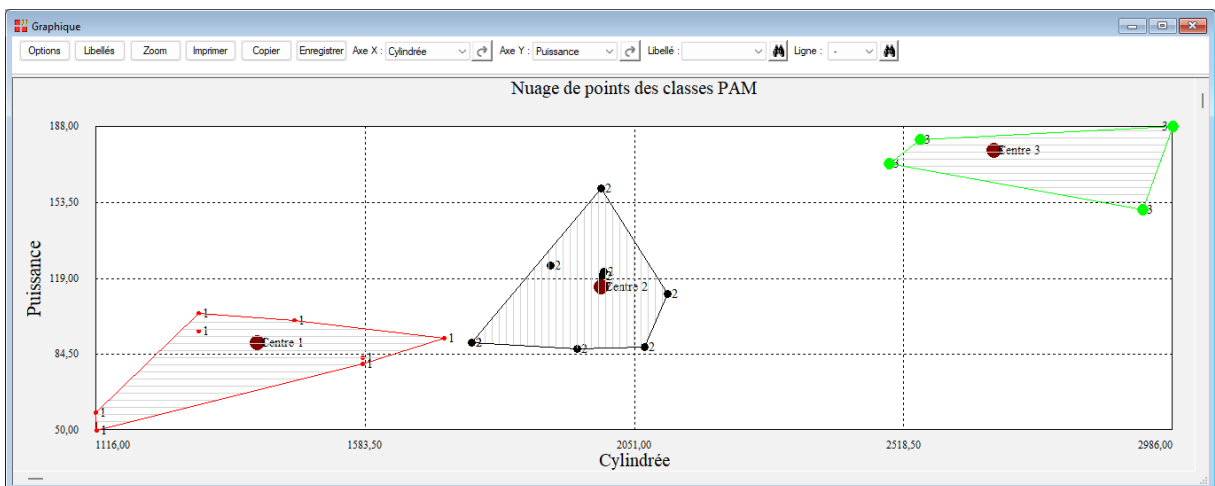 Graphique
Options Libellés Zoom Imprimer Copier Enregistrer Axe X : Cylindrée Axe Y : Puissance Libellé : Ligne : -
Nuage de points des classes PAM
188,00
3
3
Centre 3
3
153,50
2
3
Puissance
119,00
2
2
2
Centre 2
2
1
1
1
Centre 1
1
2
2
2
84,50
1
1
1
50,00
1
1116,00 1583,50 2051,00 2518,50 2986,00
Cylindrée